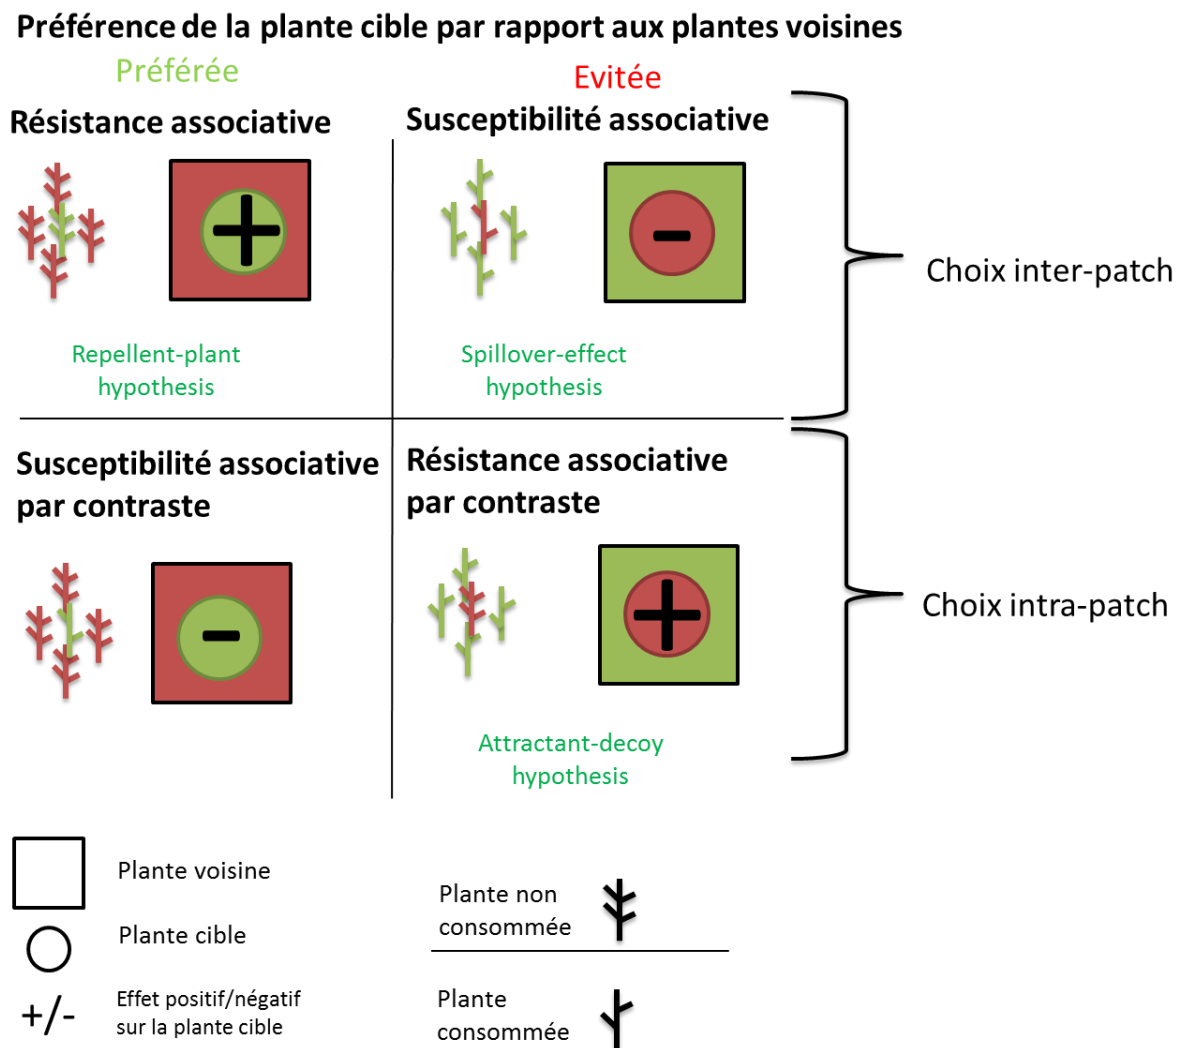 Préférence de la plante cible par rapport aux plantes voisines
Préférée
Evitée
Résistance associative
Susceptibilité associative
+
-
Repellent-plant
hypothesis
Spillover-effect
hypothesis
Choix inter-patch
Susceptibilité associative
par contraste
Résistance associative
par contraste
-
+
Attractant-decoy
hypothesis
Choix intra-patch
Plante voisine
Plante cible
+/-
Effet positif/négatif
sur la plante cible
Plante non
consommée
Plante
consommée